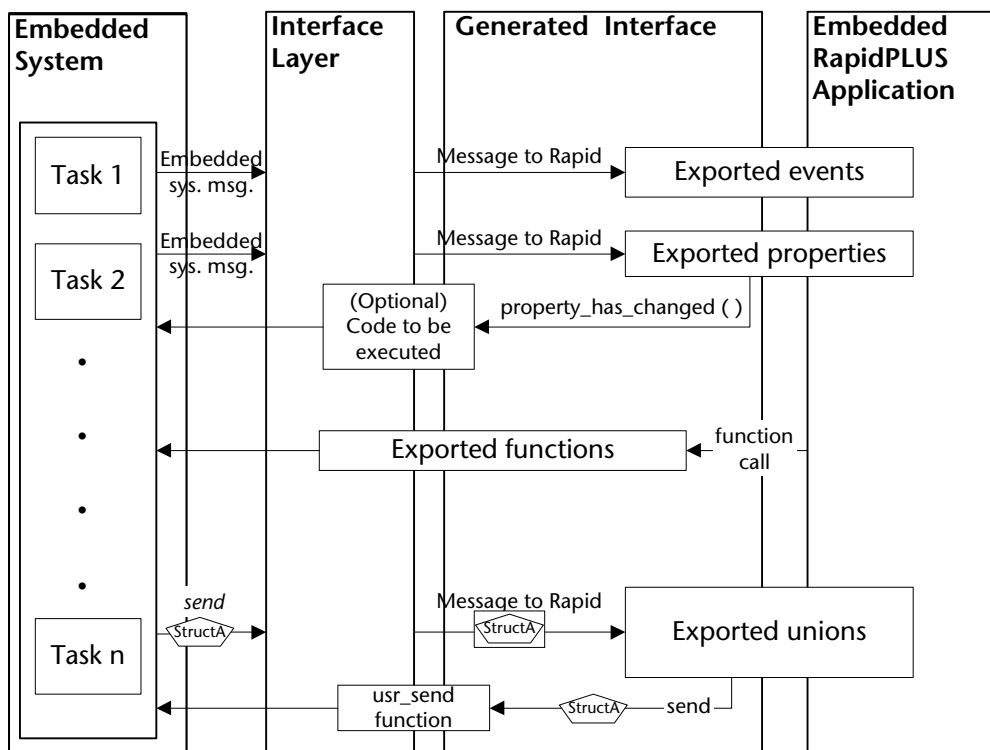 Embedded
System
Interface
Layer
Generated Interface
Embedded
RapidPLUS
Application
Task 1
Embedded
sys. msg.
Message to Rapid
Exported events
Task 2
Embedded
sys. msg.
Message to Rapid
Exported properties
(Optional)
Code to be
executed
property_has_changed ( )
Exported functions
function
call
send
StructA
Message to Rapid
StructA
Exported unions
Task n
usr_send
function
StructA
send